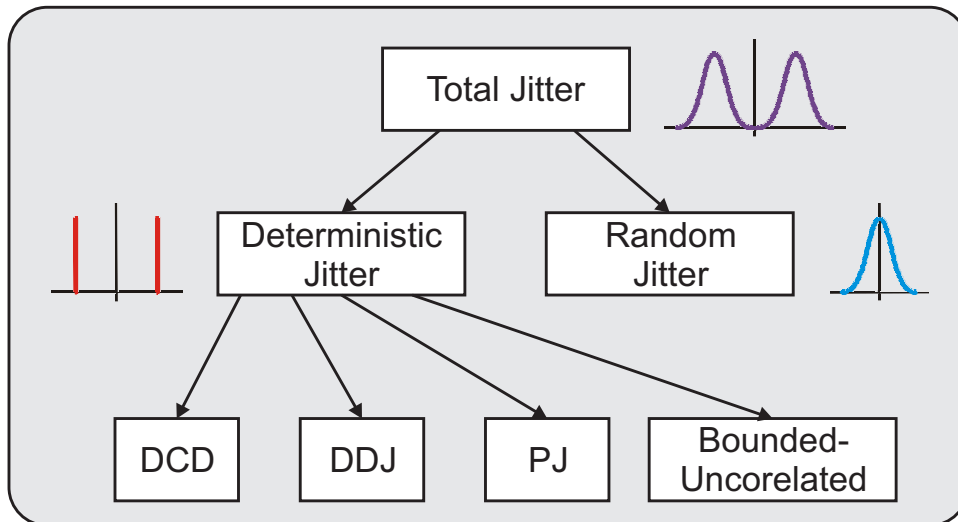 Total Jitter
Deterministic
Jitter
Random
Jitter
DCD
DDJ
PJ
Bounded-
Uncorelated